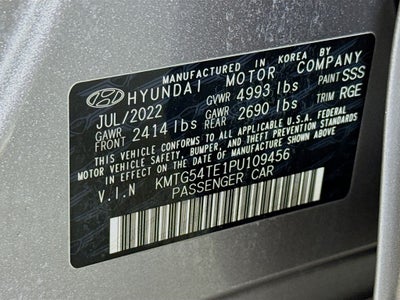 MANUFACTURED IN KOREA BY
HYUNDAI MOTOR COMPANY
JUL/2022 GVWR 4993 lbs PAINT SSS
GAWR FRONT 2414 lbs GAWR REAR 2690 lbs TRIM RGE
THIS VEHICLE CONFORMS TO ALL APPLICABLE U.S.A. FEDERAL
MOTOR VEHICLE SAFETY, BUMPER, AND THEFT PREVENTION
STANDARDS IN EFFECT ON THE DATE OF MANUFACTURE SHOWN ABOVE.
V.I.N KMTG54TE1PU109456
PASSENGER CAR